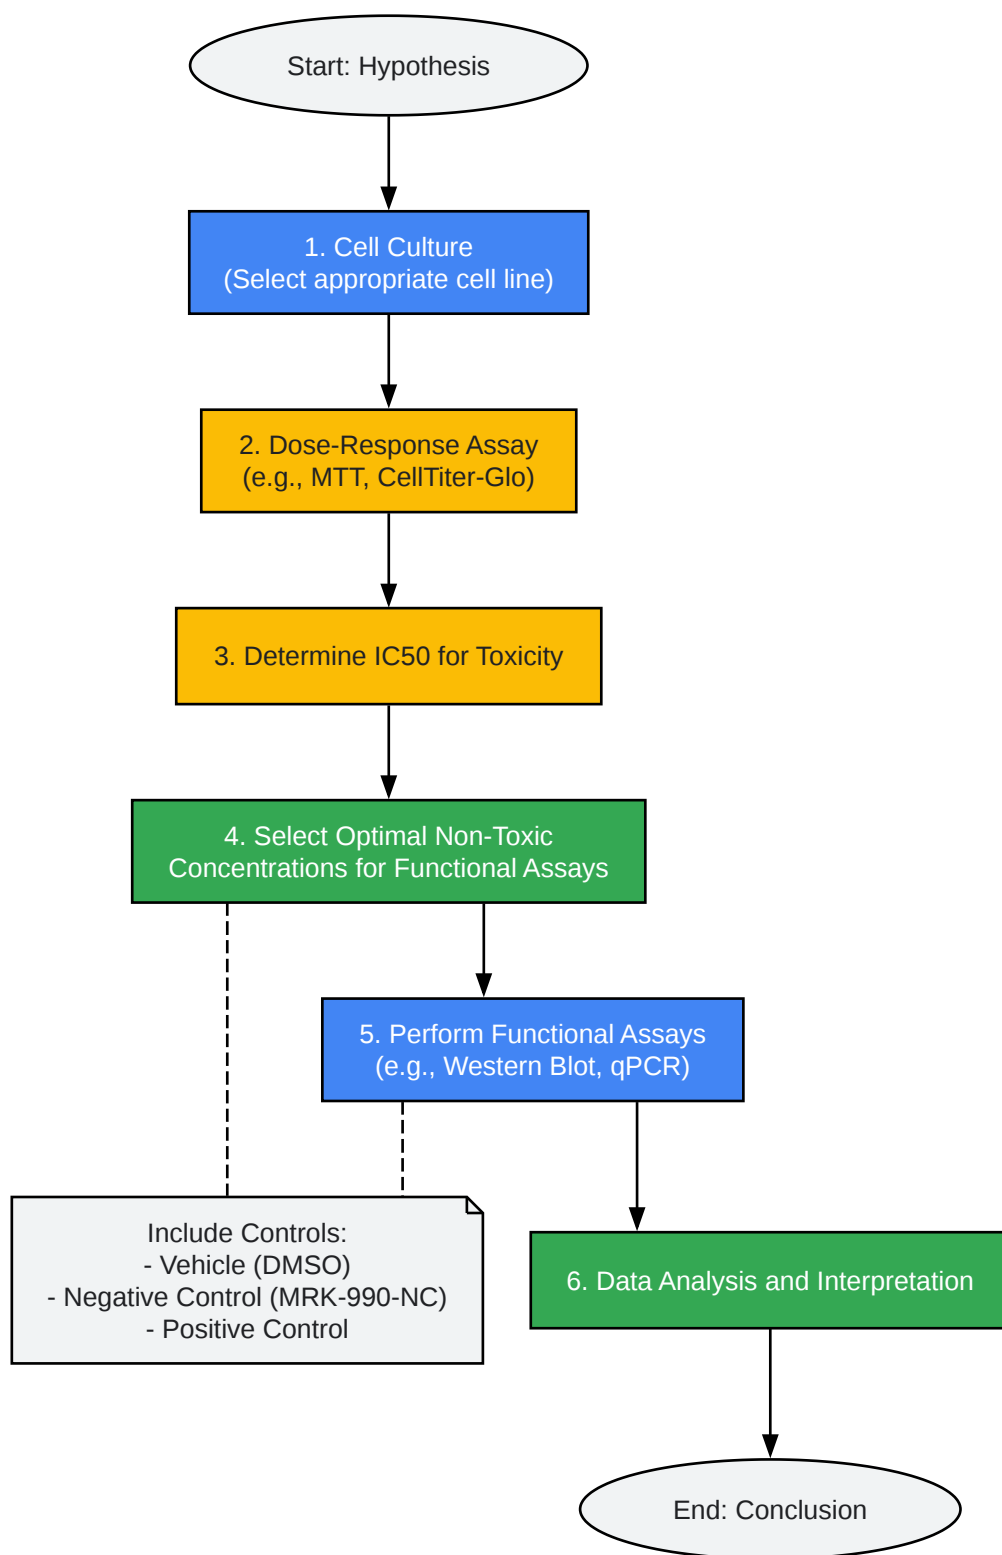 Start: Hypothesis
1. Cell Culture
(Select appropriate cell line)
2. Dose-Response Assay
(e.g., MTT, CellTiter-Glo)
3. Determine IC50 for Toxicity
4. Select Optimal Non-Toxic
Concentrations for Functional Assays
5. Perform Functional Assays
(e.g., Western Blot, qPCR)
Include Controls:
- Vehicle (DMSO)
- Negative Control (MRK-990-NC)
- Positive Control
6. Data Analysis and Interpretation
End: Conclusion